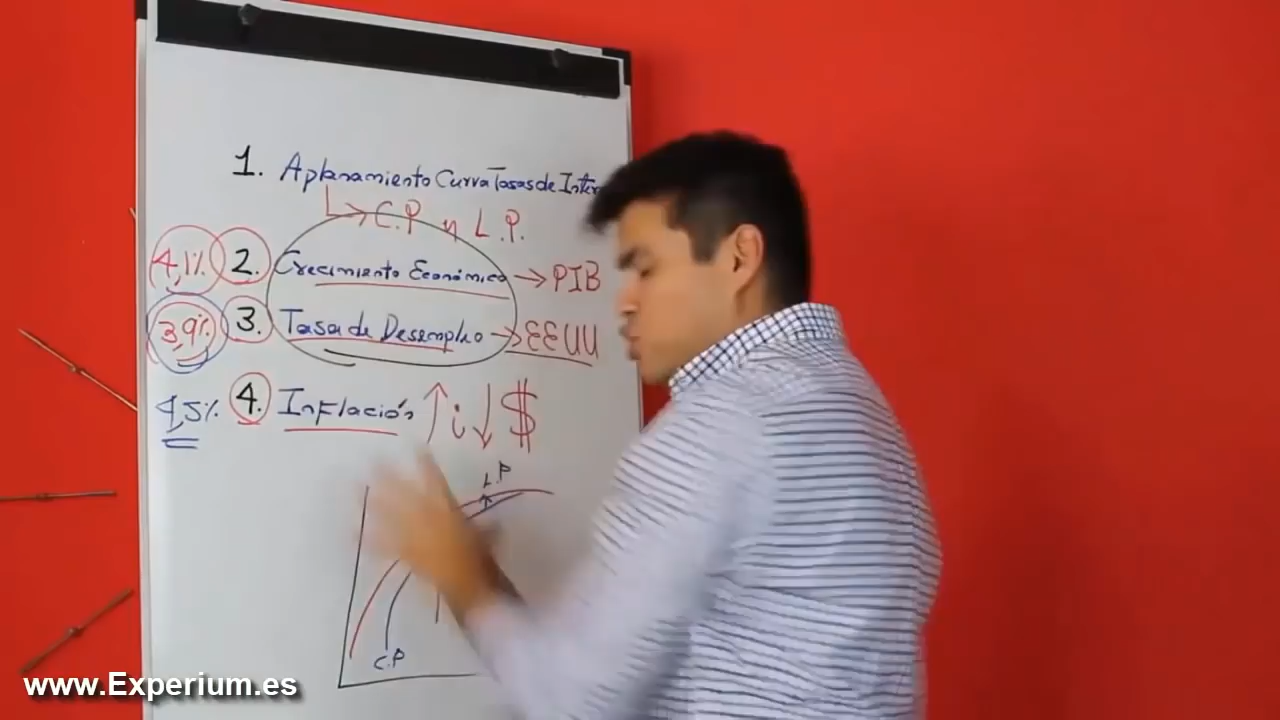 1. Aplanamiento Curva Tasas de Inter
L→ C.P y L.P.
4,1% 2. Crecimiento Económico → PIB
3,9% 3. Tasa de Desempleo → EEUU
4,5% 4. Inflación ↑ i ↓ $
L.P
C.P
www.Experium.es